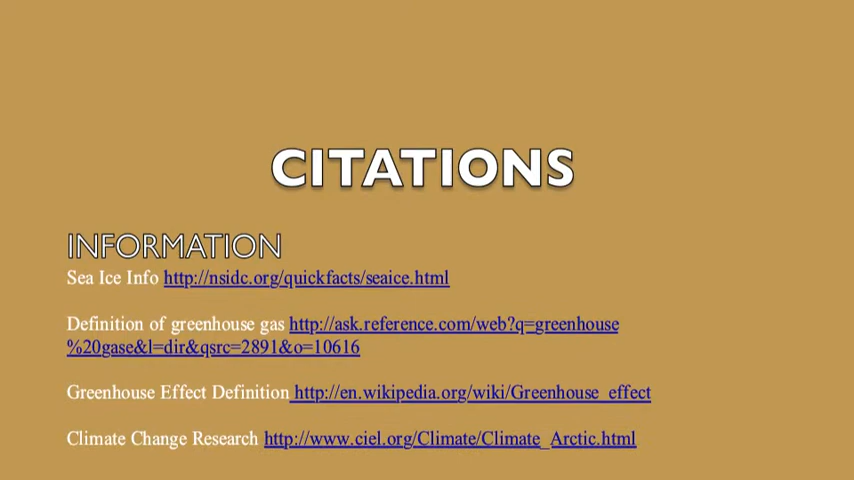 CITATIONS
INFORMATION
Sea Ice Info http://nsidc.org/quickfacts/seaice.html
Definition of greenhouse gas http://ask.reference.com/web?q=greenhouse
%20gase&l=dir&qsrc=2891&o=10616
Greenhouse Effect Definition http://en.wikipedia.org/wiki/Greenhouse_effect
Climate Change Research http://www.ciel.org/Climate/Climate_Arctic.html